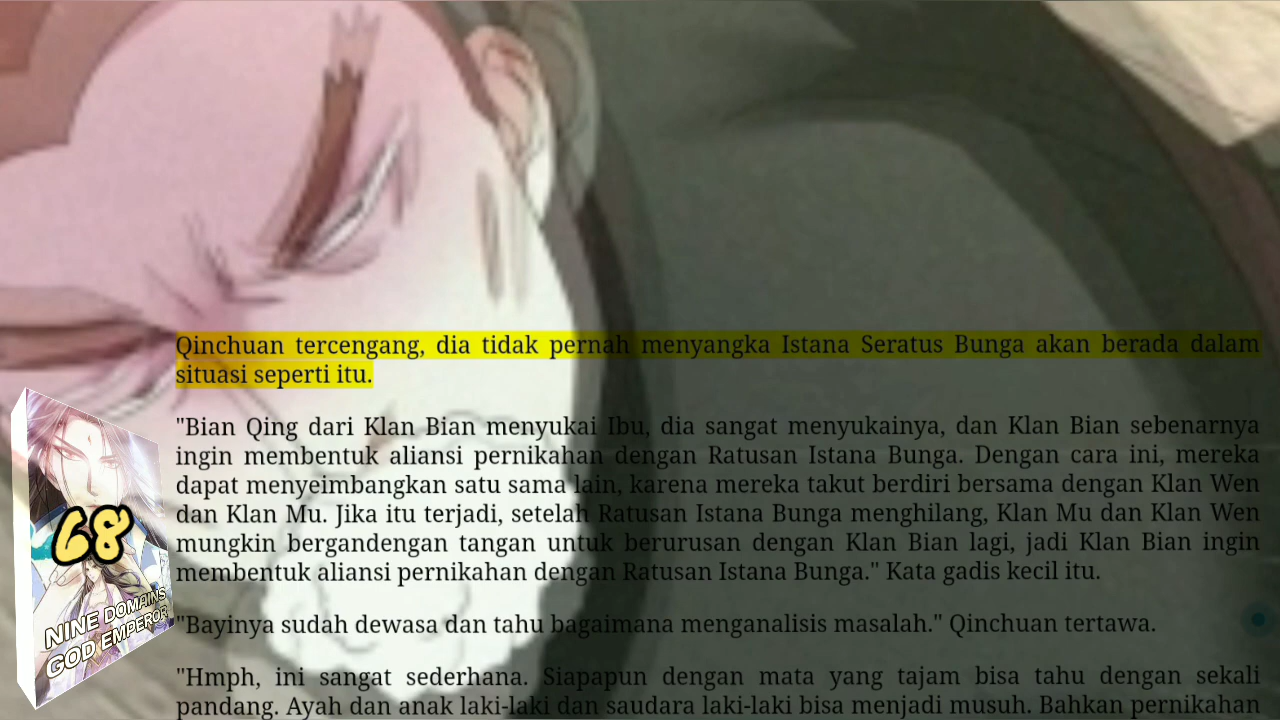 Qinchuan tercengang, dia tidak pernah menyangka Istana Seratus Bunga akan berada dalam
situasi seperti itu.
"Bian Qing dari Klan Bian menyukai Ibu, dia sangat menyukainya, dan Klan Bian sebenarnya
ingin membentuk aliansi pernikahan dengan Ratusan Istana Bunga. Dengan cara ini, mereka
dapat menyeimbangkan satu sama lain, karena mereka takut berdiri bersama dengan Klan Wen
dan Klan Mu. Jika itu terjadi, setelah Ratusan Istana Bunga menghilang, Klan Mu dan Klan Wen
mungkin bergandengan tangan untuk berurusan dengan Klan Bian lagi, jadi Klan Bian ingin
membentuk aliansi pernikahan dengan Ratusan Istana Bunga." Kata gadis kecil itu.
"Bayinya sudah dewasa dan tahu bagaimana menganalisis masalah." Qinchuan tertawa.
"Hmph, ini sangat sederhana. Siapapun dengan mata yang tajam bisa tahu dengan sekali
pandang. Ayah dan anak laki-laki dan saudara laki-laki bisa menjadi musuh. Bahkan pernikahan
68
NINE DOMAINS
GOD EMPEROR